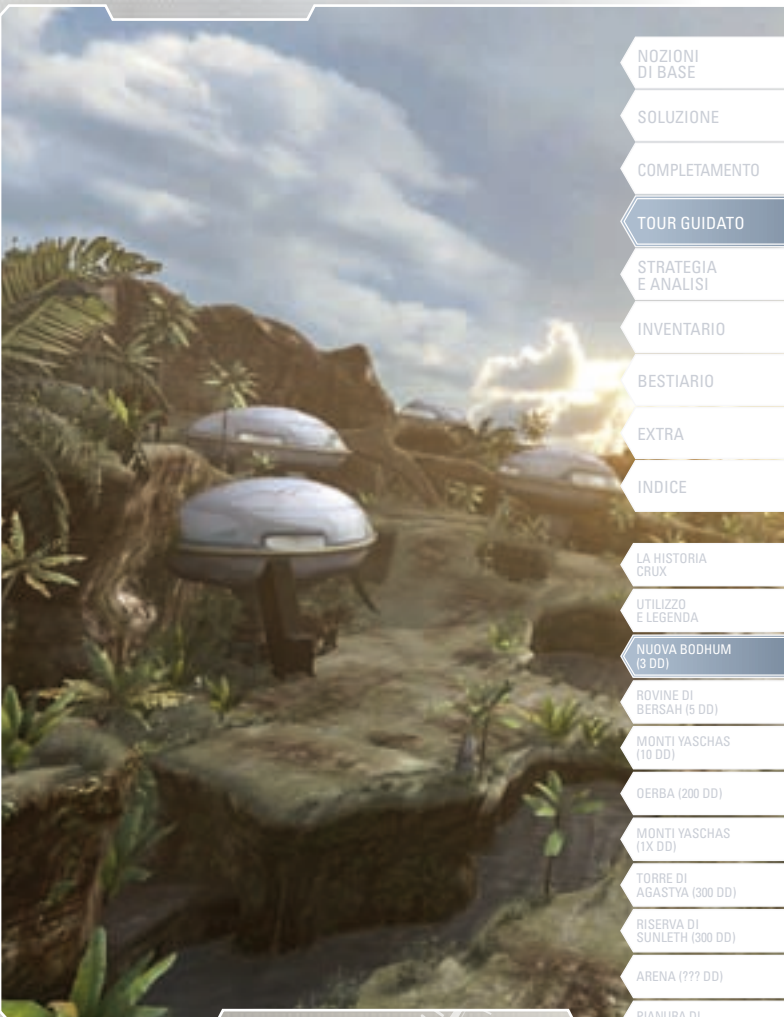 NOZIONI
DI BASE
SOLUZIONE
COMPLETAMENTO
TOUR GUIDATO
STRATEGIA
E ANALISI
INVENTARIO
BESTIARIO
EXTRA
INDICE
LA HISTORIA
CRUX
UTILIZZO
E LEGENDA
NUOVA BODHUM
(3 DD)
ROVINE DI
BERSAH (5 DD)
MONTI YASCHAS
(10 DD)
OERBA (200 DD)
MONTI YASCHAS
(1X DD)
TORRE DI
AGASTYA (300 DD)
RISERVA DI
SUNLETH (300 DD)
ARENA (??? DD)
PIANURA DI